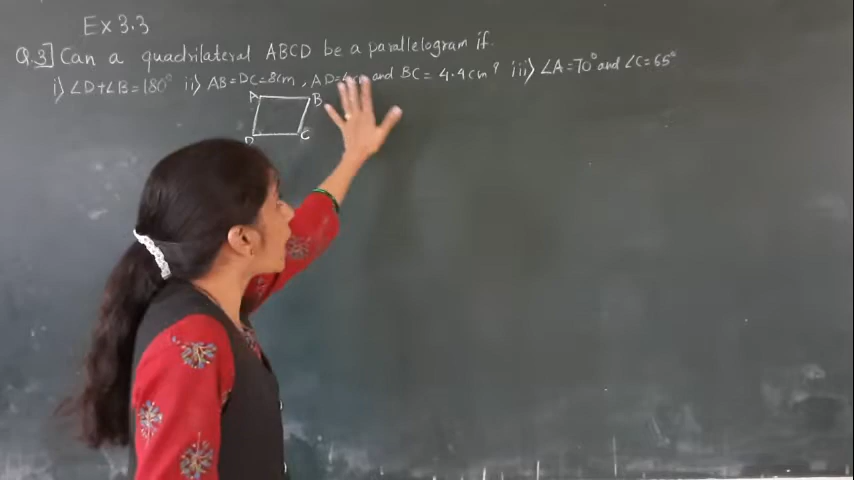 Ex 3.3
Q.3] Can a quadrilateral ABCD be a parallelogram if
i) ∠D+∠B=180° ii) AB=DC=8cm, AD=4cm and BC = 4.4cm? iii) ∠A=70° and ∠C=65°
A B
D C